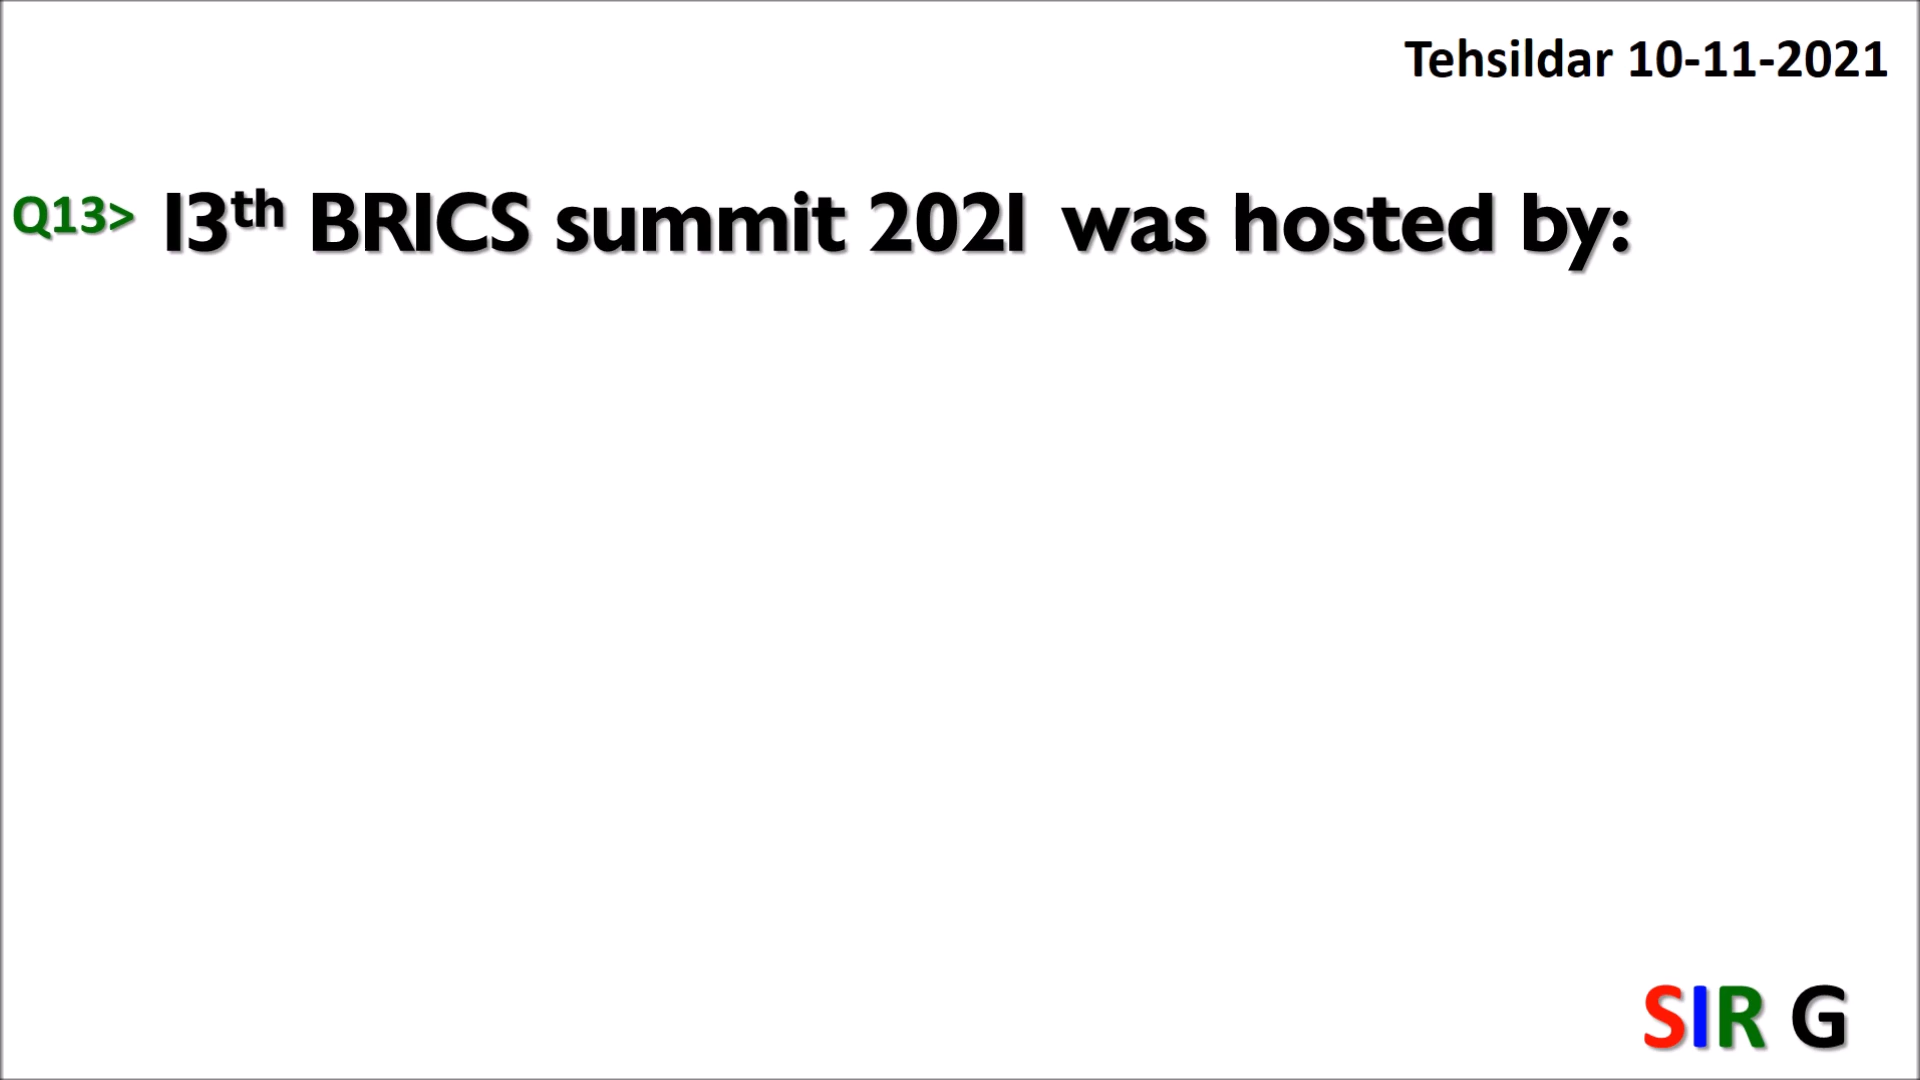 Tehsildar 10-11-2021
Q13> 13th BRICS summit 2021 was hosted by:
SIR G